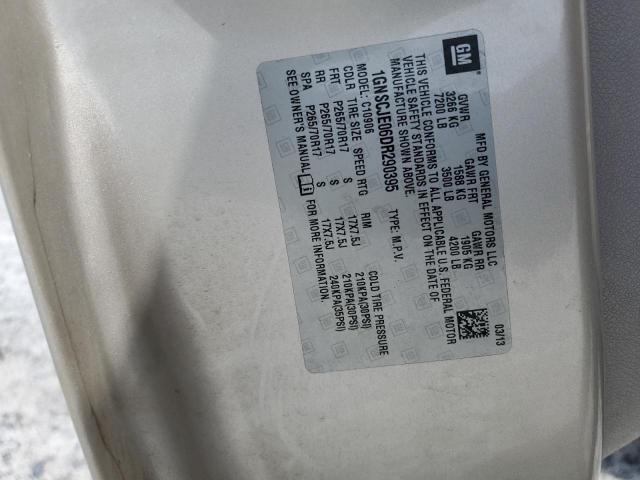 GM
MFD BY GENERAL MOTORS LLC
03/13
GVWR GAWR FRT GAWR RR
3266 KG 1588 KG 1905 KG
7200 LB 3500 LB 4200 LB
THIS VEHICLE CONFORMS TO ALL APPLICABLE U.S. FEDERAL MOTOR
VEHICLE SAFETY STANDARDS IN EFFECT ON THE DATE OF
MANUFACTURE SHOWN ABOVE.
1GNSCJE06DR290395 TYPE: M.P.V.
MODEL: C10906
CDLR TIRE SIZE SPEED RTG RIM COLD TIRE PRESSURE
FRT P265/70R17 S 17X7.5J 210KPA(30PSI)
RR P265/70R17 S 17X7.5J 210KPA(30PSI)
SPA P265/70R17 S 17X7.5J 240KPA(35PSI)
SEE OWNER'S MANUAL FOR MORE INFORMATION.